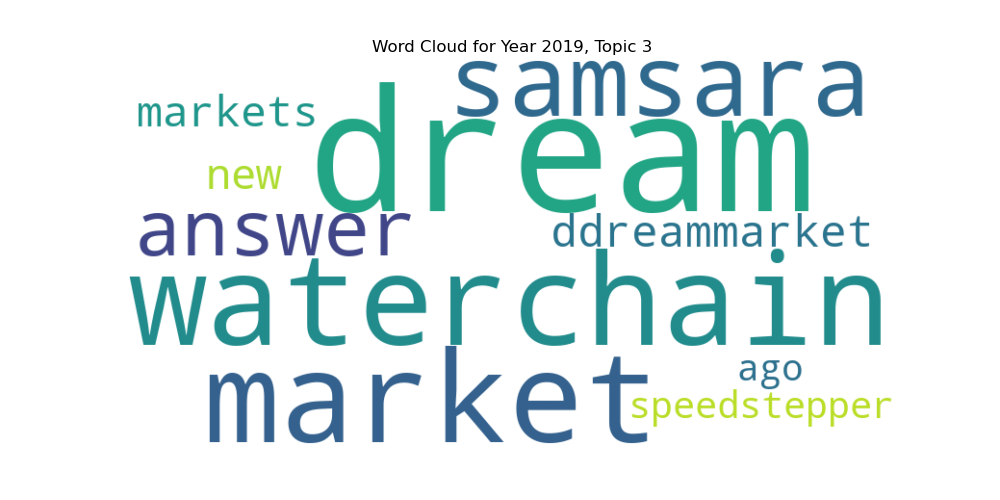 Word Cloud for Year 2019, Topic 3
samsara
markets
dream
new
answer
ddreammarket
waterchain
market
ago
speedstepper